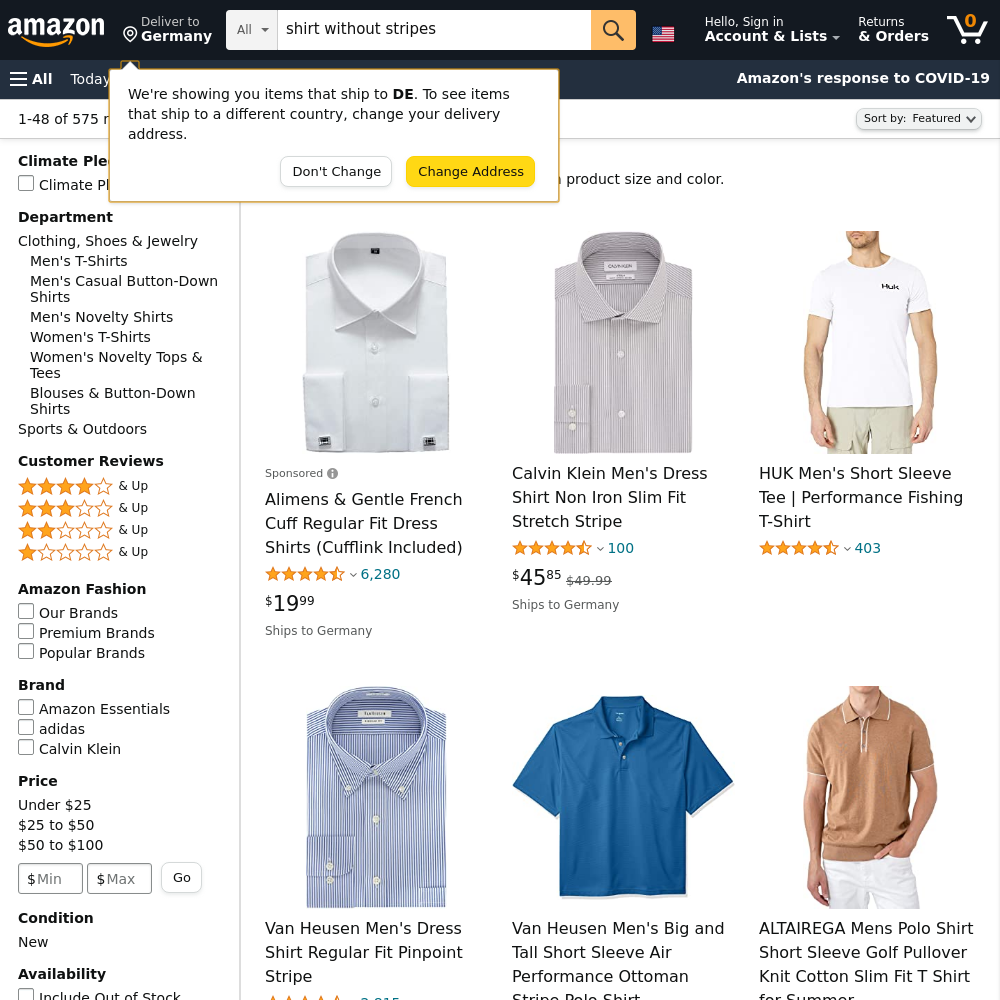 amazon
Deliver to
Germany
All
shirt without stripes
Hello, Sign in
Account & Lists
Returns
& Orders
0
All
Today
Amazon's response to COVID-19
We're showing you items that ship to DE. To see items
that ship to a different country, change your delivery
address.
Don't Change
Change Address
1-48 of 575 r
Sort by: Featured
product size and color.
Climate Ple
Climate Pl
Department
Clothing, Shoes & Jewelry
Men's T-Shirts
Men's Casual Button-Down
Shirts
Men's Novelty Shirts
Women's T-Shirts
Women's Novelty Tops &
Tees
Blouses & Button-Down
Shirts
Sports & Outdoors
Customer Reviews
& Up
& Up
& Up
& Up
Amazon Fashion
Our Brands
Premium Brands
Popular Brands
Brand
Amazon Essentials
adidas
Calvin Klein
Price
Under $25
$25 to $50
$50 to $100
$ Min
$ Max
Go
Condition
New
Availability
Include Out of Stock
Sponsored
Alimens & Gentle French
Cuff Regular Fit Dress
Shirts (Cufflink Included)
6,280
$19.99
Ships to Germany
CALVIN KLEIN
Calvin Klein Men's Dress
Shirt Non Iron Slim Fit
Stretch Stripe
100
$45.85 $49.99
Ships to Germany
Huk
HUK Men's Short Sleeve
Tee | Performance Fishing
T-Shirt
403
Van Heusen Men's Dress
Shirt Regular Fit Pinpoint
Stripe
2,815
Van Heusen Men's Big and
Tall Short Sleeve Air
Performance Ottoman
Stripe Polo Shirt
ALTAIREGA Mens Polo Shirt
Short Sleeve Golf Pullover
Knit Cotton Slim Fit T Shirt
for Summer